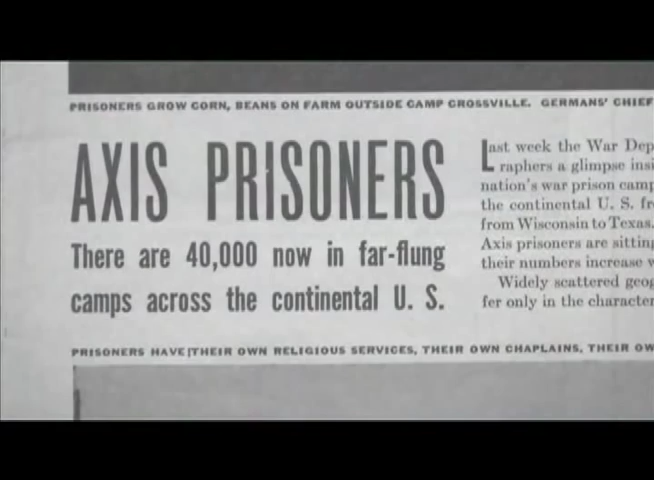 PRISONERS GROW CORN, BEANS ON FARM OUTSIDE CAMP CROSSVILLE. GERMANS' CHIEF
AXIS PRISONERS
There are 40,000 now in far-flung
camps across the continental U. S.
Last week the War Dep
raphers a glimpse insi
nation's war prison camp
the continental U. S. fr
from Wisconsin to Texas.
Axis prisoners are sitting
their numbers increase w
Widely scattered geog
fer only in the character
PRISONERS HAVE THEIR OWN RELIGIOUS SERVICES, THEIR OWN CHAPLAINS, THEIR OW